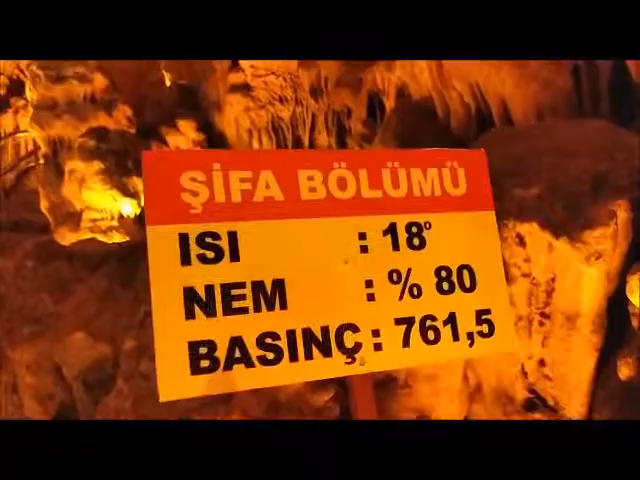 ŞİFA BÖLÜMÜ
ISI : 18°
NEM : % 80
BASINÇ : 761,5